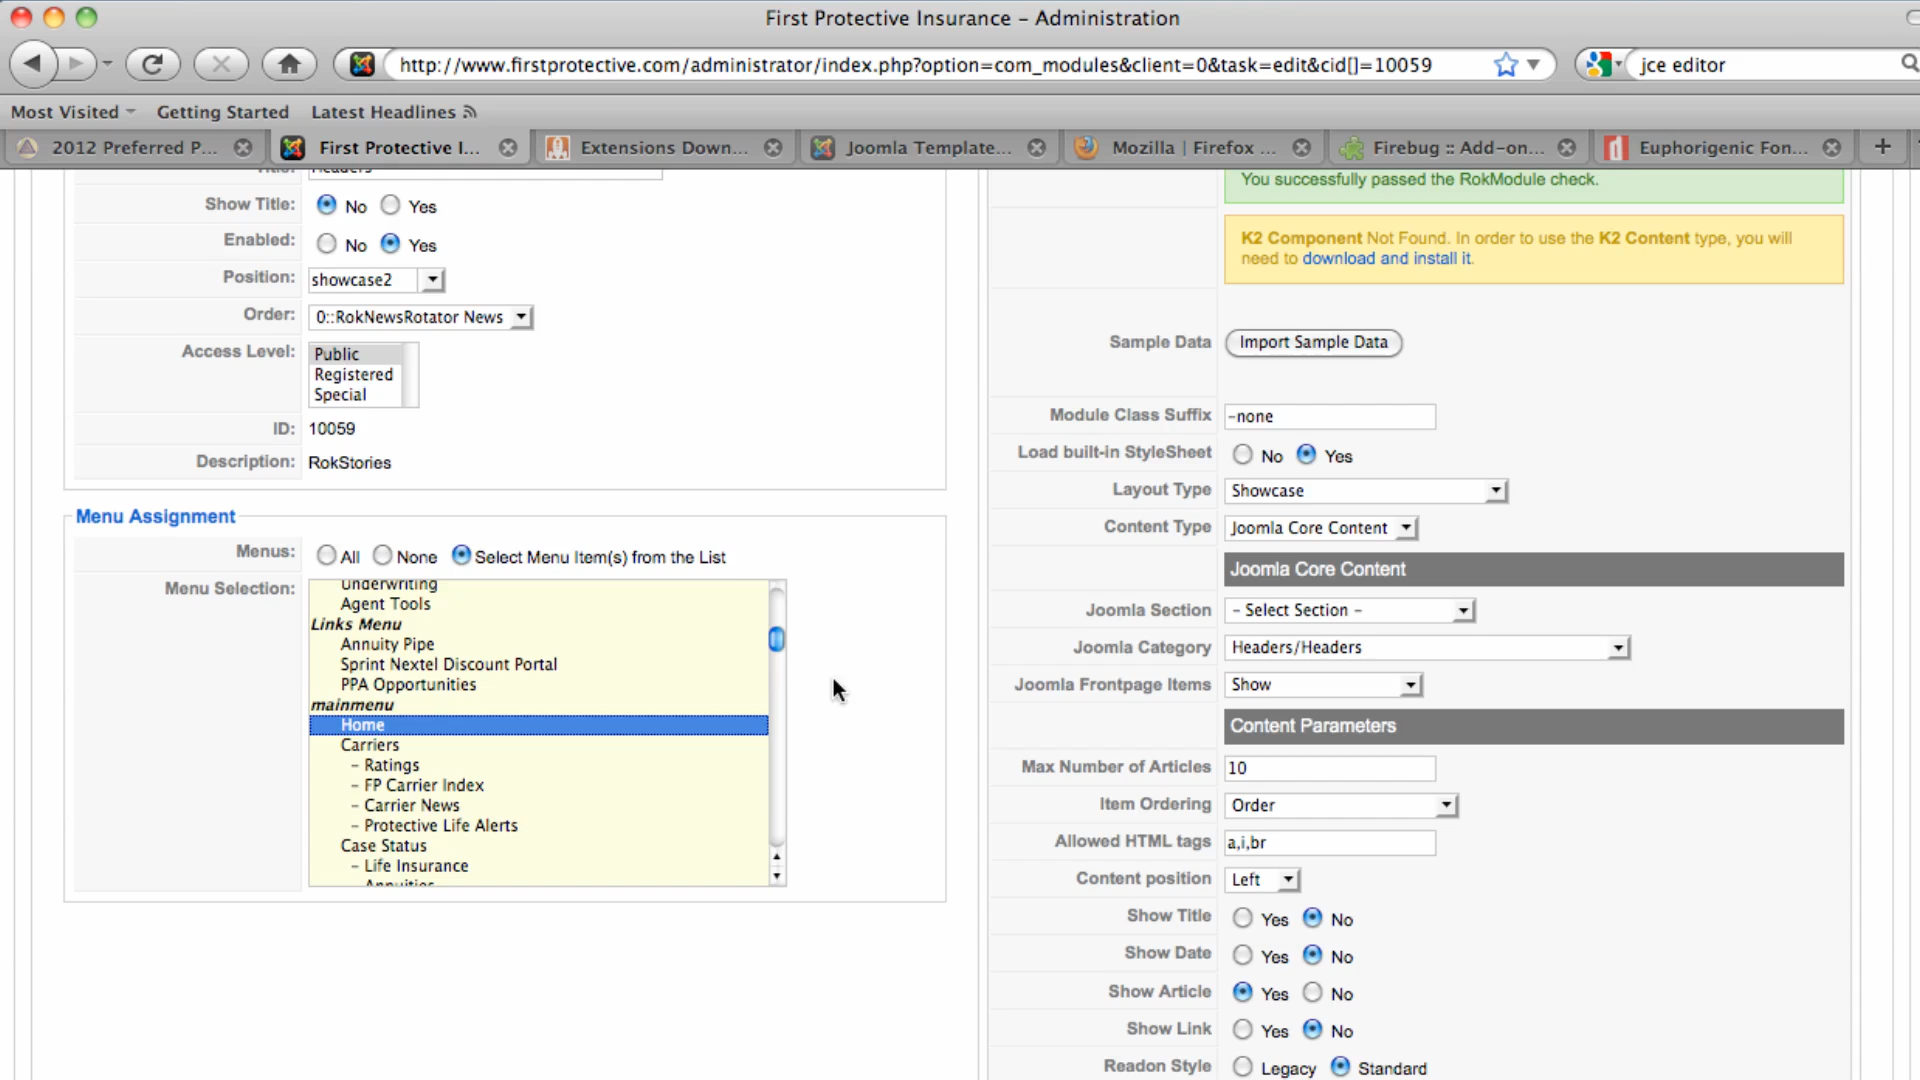 First Protective Insurance – Administration
http://www.firstprotective.com/administrator/index.php?option=com_modules&client=0&task=edit&cid[]=10059
jce editor
Most Visited
Getting Started
Latest Headlines
2012 Preferred P...
First Protective I...
Extensions Down...
Joomla Template...
Mozilla | Firefox ...
Firebug :: Add-on...
Euphorigenic Fon...
Title: Headers
Show Title: No Yes
Enabled: No Yes
Position: showcase2
Order: 0::RokNewsRotator News
Access Level: Public
Registered
Special
ID: 10059
Description: RokStories
Menu Assignment
Menus: All None Select Menu Item(s) from the List
Menu Selection: Underwriting
Agent Tools
Links Menu
Annuity Pipe
Sprint Nextel Discount Portal
PPA Opportunities
mainmenu
Home
Carriers
– Ratings
– FP Carrier Index
– Carrier News
– Protective Life Alerts
Case Status
– Life Insurance
Annuities
You successfully passed the RokModule check.
K2 Component Not Found. In order to use the K2 Content type, you will
need to download and install it.
Sample Data Import Sample Data
Module Class Suffix -none
Load built-in StyleSheet No Yes
Layout Type Showcase
Content Type Joomla Core Content
Joomla Core Content
Joomla Section – Select Section –
Joomla Category Headers/Headers
Joomla Frontpage Items Show
Content Parameters
Max Number of Articles 10
Item Ordering Order
Allowed HTML tags a,i,br
Content position Left
Show Title Yes No
Show Date Yes No
Show Article Yes No
Show Link Yes No
Readon Style Legacy Standard